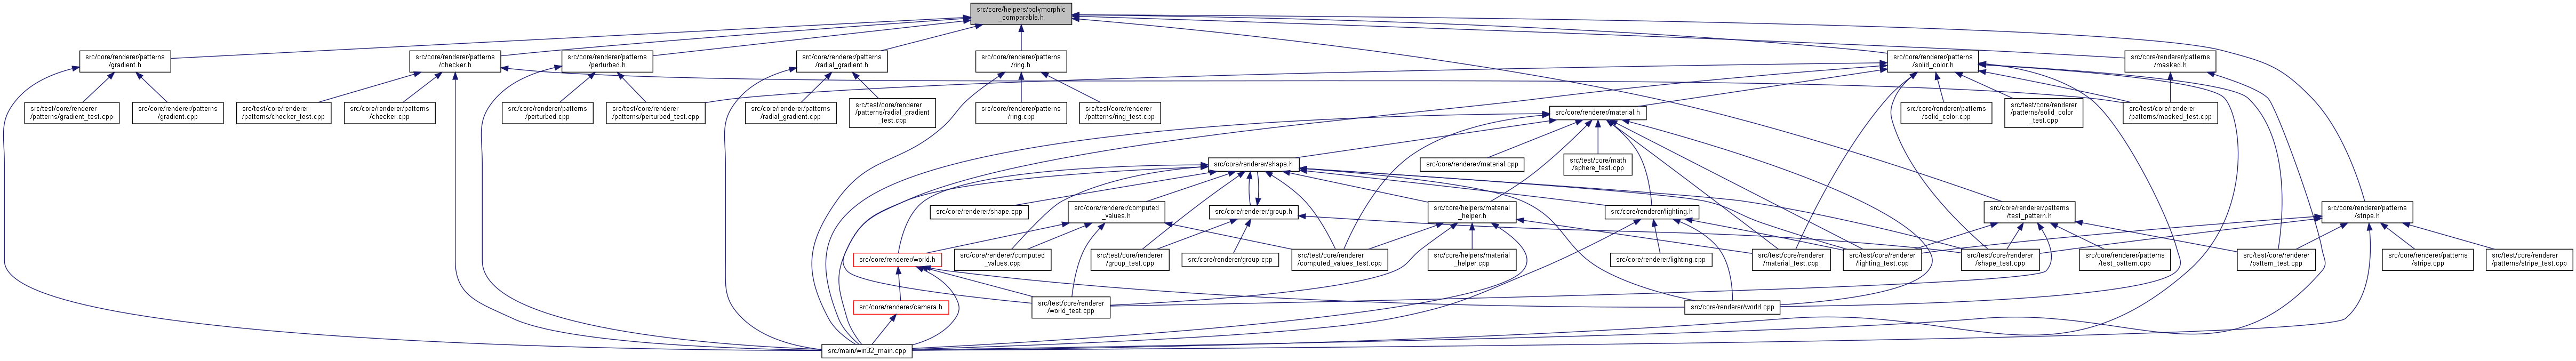 src/core/helpers/polymorphic
_comparable.h
src/core/renderer/patterns
/gradient.h
src/core/renderer/patterns
/checker.h
src/core/renderer/patterns
/perturbed.h
src/core/renderer/patterns
/radial_gradient.h
src/core/renderer/patterns
/ring.h
src/core/renderer/patterns
/solid_color.h
src/core/renderer/patterns
/masked.h
src/test/core/renderer
/patterns/gradient_test.cpp
src/core/renderer/patterns
/gradient.cpp
src/test/core/renderer
/patterns/checker_test.cpp
src/core/renderer/patterns
/checker.cpp
src/core/renderer/patterns
/perturbed.cpp
src/test/core/renderer
/patterns/perturbed_test.cpp
src/core/renderer/patterns
/radial_gradient.cpp
src/test/core/renderer
/patterns/radial_gradient
_test.cpp
src/core/renderer/patterns
/ring.cpp
src/test/core/renderer
/patterns/ring_test.cpp
src/core/renderer/material.h
src/core/renderer/patterns
/solid_color.cpp
src/test/core/renderer
/patterns/solid_color
_test.cpp
src/test/core/renderer
/patterns/masked_test.cpp
src/core/renderer/shape.h
src/core/renderer/material.cpp
src/test/core/math
/sphere_test.cpp
src/core/renderer/shape.cpp
src/core/renderer/computed
_values.h
src/core/renderer/group.h
src/core/helpers/material
_helper.h
src/core/renderer/lighting.h
src/core/renderer/patterns
/test_pattern.h
src/core/renderer/patterns
/stripe.h
src/core/renderer/world.h
src/core/renderer/computed
_values.cpp
src/test/core/renderer
/group_test.cpp
src/core/renderer/group.cpp
src/test/core/renderer
/computed_values_test.cpp
src/core/helpers/material
_helper.cpp
src/core/renderer/lighting.cpp
src/test/core/renderer
/material_test.cpp
src/test/core/renderer
/lighting_test.cpp
src/test/core/renderer
/shape_test.cpp
src/core/renderer/patterns
/test_pattern.cpp
src/test/core/renderer
/pattern_test.cpp
src/core/renderer/patterns
/stripe.cpp
src/test/core/renderer
/patterns/stripe_test.cpp
src/core/renderer/camera.h
src/test/core/renderer
/world_test.cpp
src/core/renderer/world.cpp
src/main/win32_main.cpp